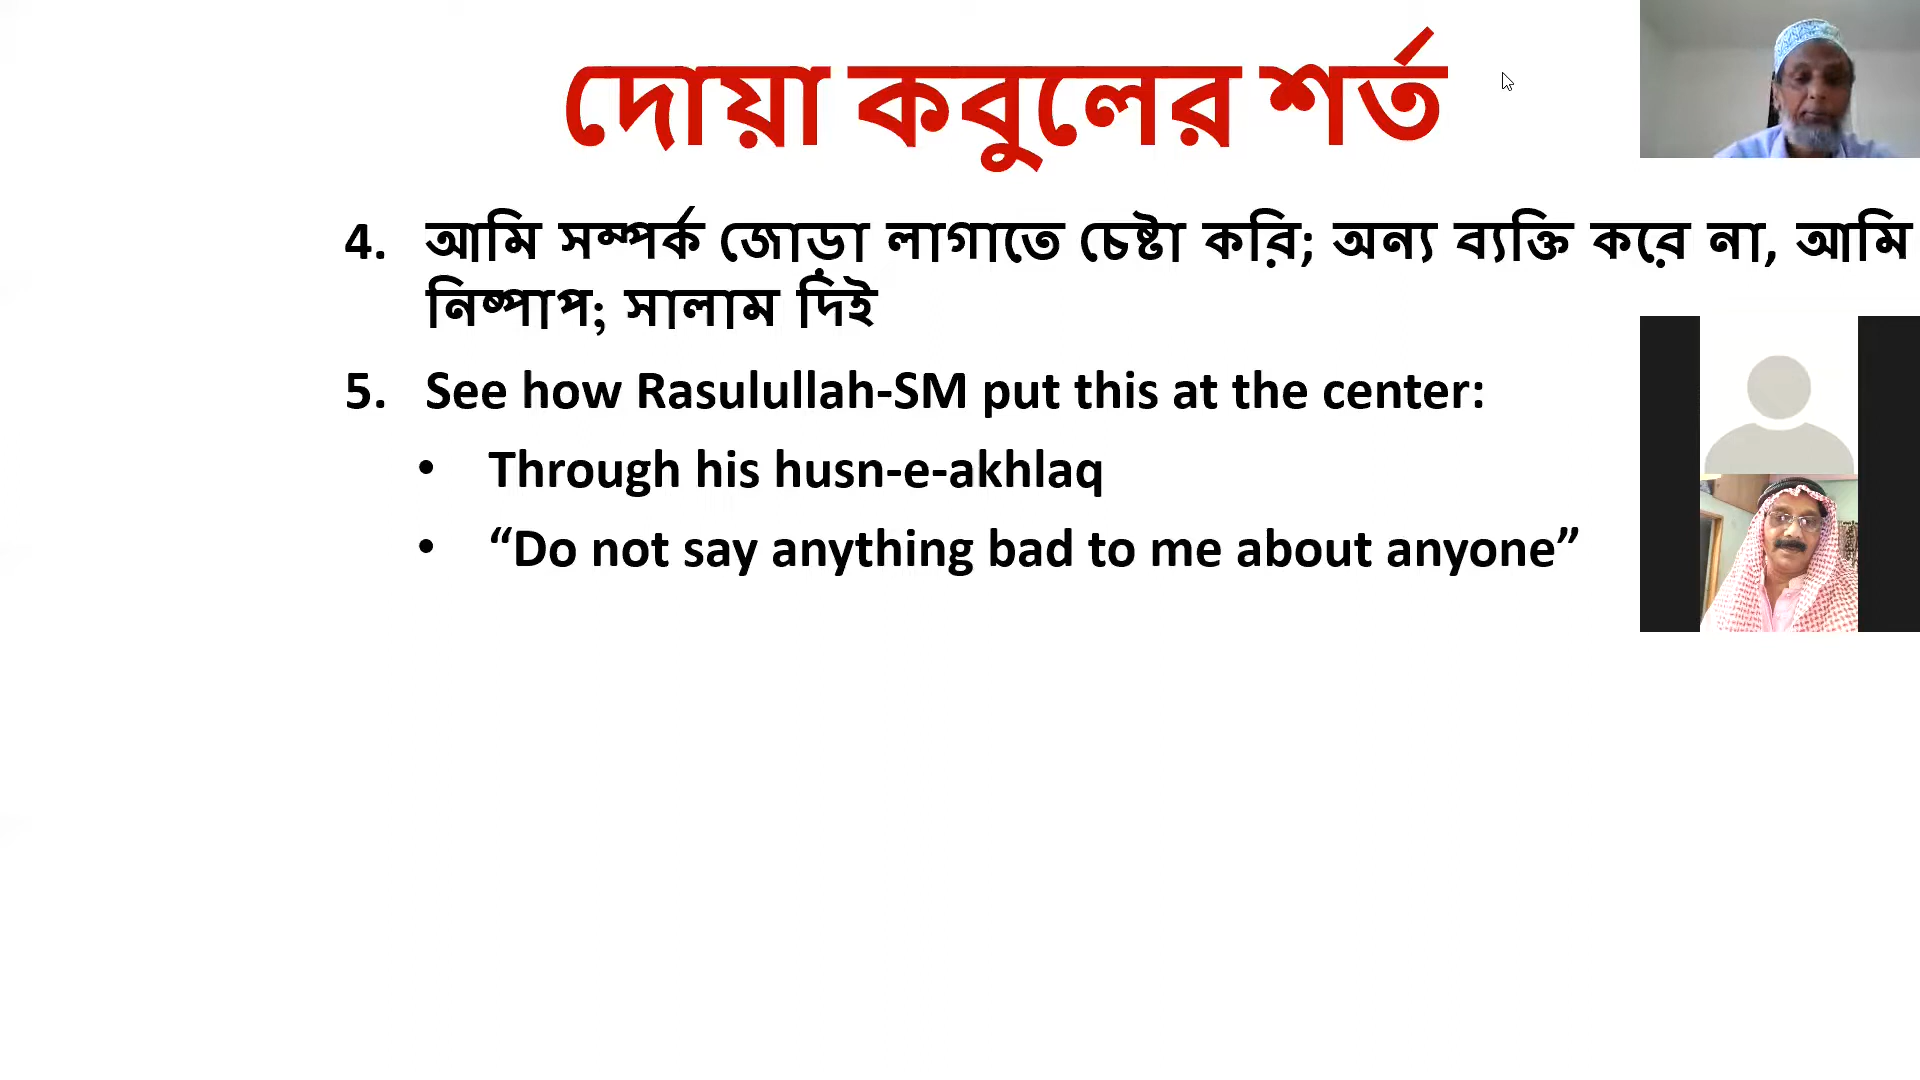 দোয়া কবুলের শর্ত
4. আমি সম্পর্ক জোড়া লাগাতে চেষ্টা করি; অন্য ব্যক্তি করে না, আমি
নিষ্পাপ; সালাম দিই
5. See how Rasulullah-SM put this at the center:
• Through his husn-e-akhlaq
• “Do not say anything bad to me about anyone”